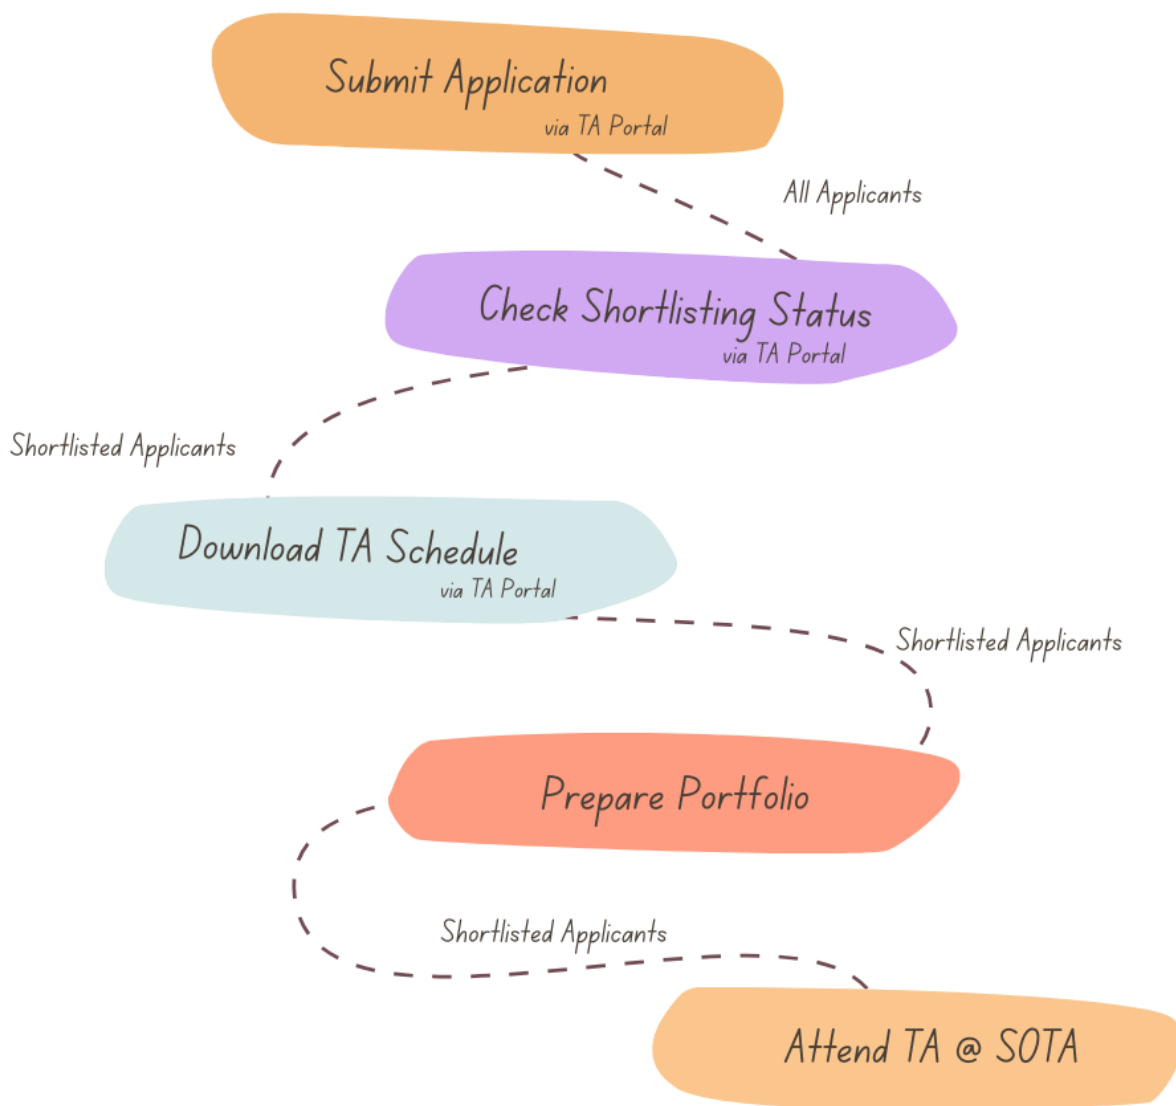 Submit Application
via TA Portal
All Applicants
Check Shortlisting Status
via TA Portal
Shortlisted Applicants
Download TA Schedule
via TA Portal
Shortlisted Applicants
Prepare Portfolio
Shortlisted Applicants
Attend TA @ SOTA